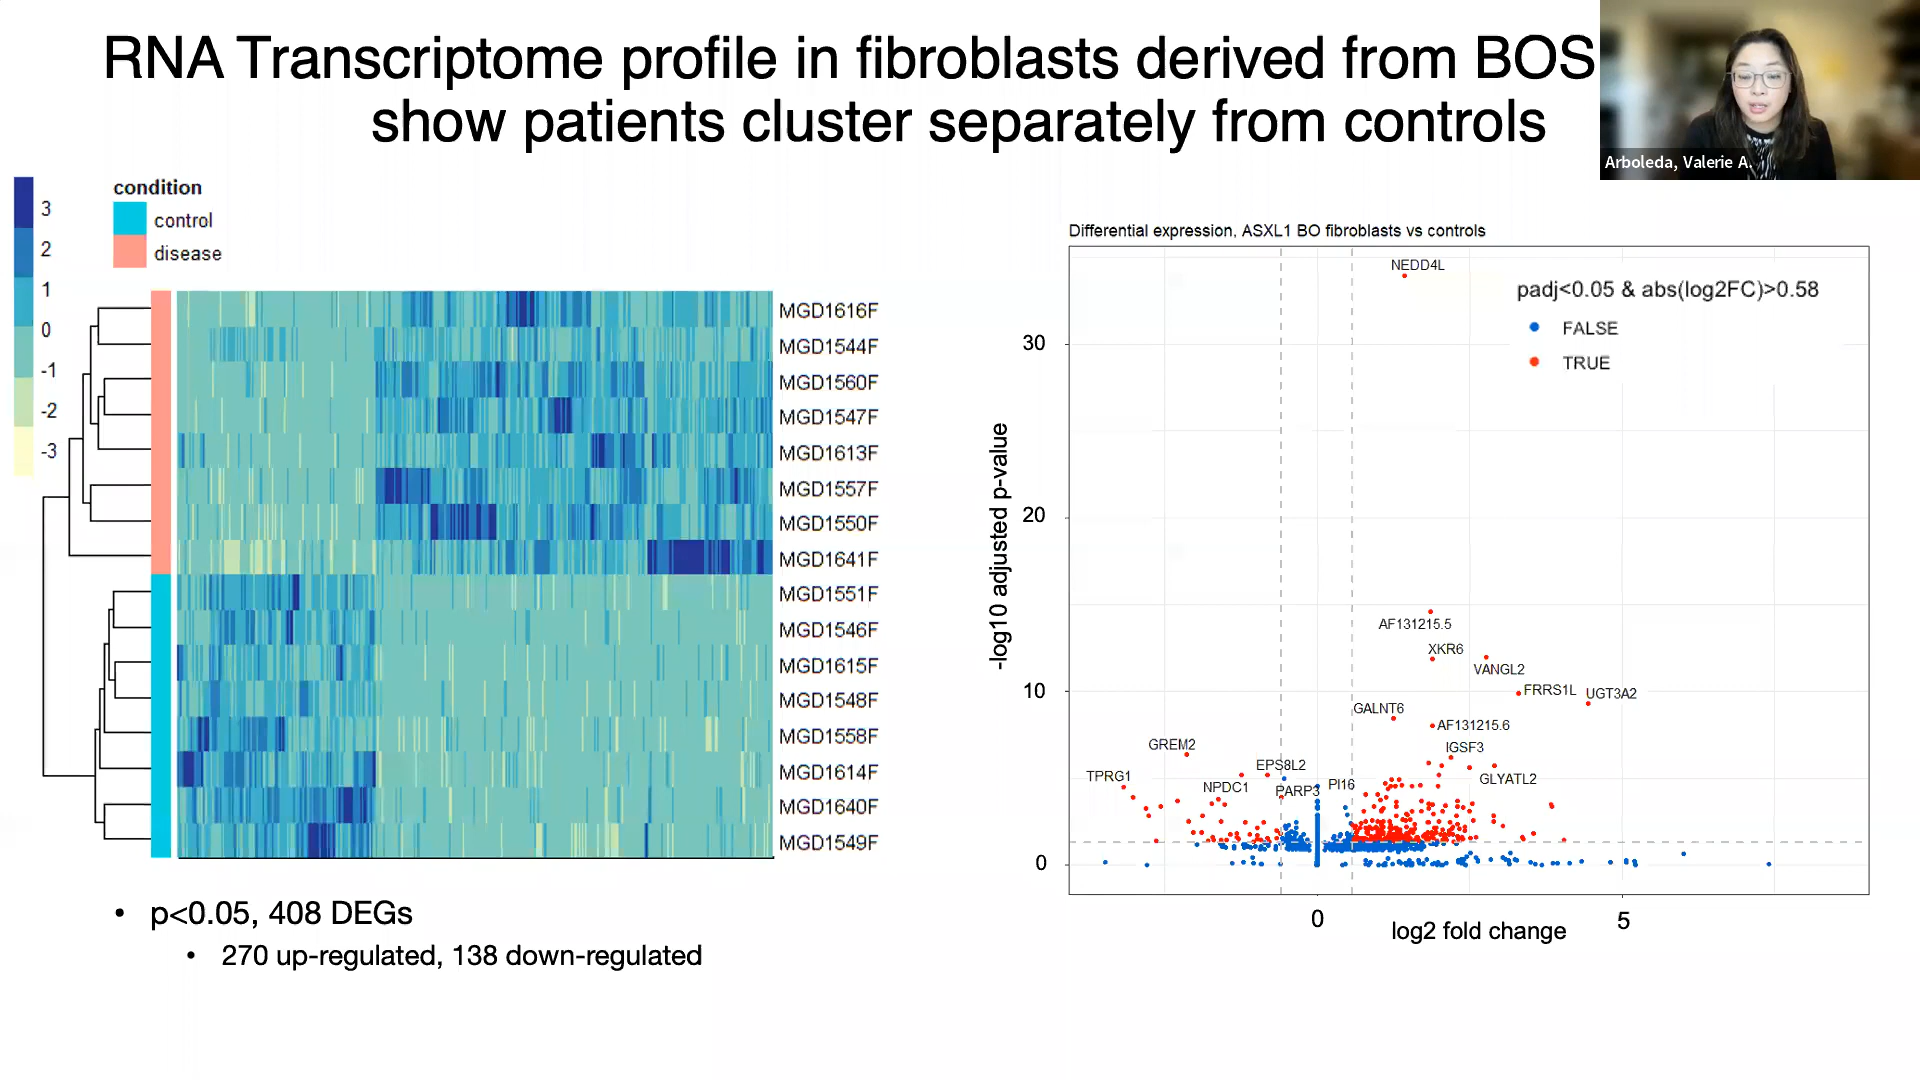 RNA Transcriptome profile in fibroblasts derived from BOS
show patients cluster separately from controls
Arboleda, Valerie A.
condition
control
disease
3
2
1
0
-1
-2
-3
MGD1616F
MGD1544F
MGD1560F
MGD1547F
MGD1613F
MGD1557F
MGD1550F
MGD1641F
MGD1551F
MGD1546F
MGD1615F
MGD1548F
MGD1558F
MGD1614F
MGD1640F
MGD1549F
• p<0.05, 408 DEGs
• 270 up-regulated, 138 down-regulated
Differential expression, ASXL1 BO fibroblasts vs controls
padj<0.05 & abs(log2FC)>0.58
FALSE
TRUE
-log10 adjusted p-value
30
20
10
0
NEDD4L
AF131215.5
XKR6
VANGL2
FRRS1L
UGT3A2
GALNT6
AF131215.6
GREM2
IGSF3
EPS8L2
TPRG1
NPDC1
PARP3
PI16
GLYATL2
0
5
log2 fold change